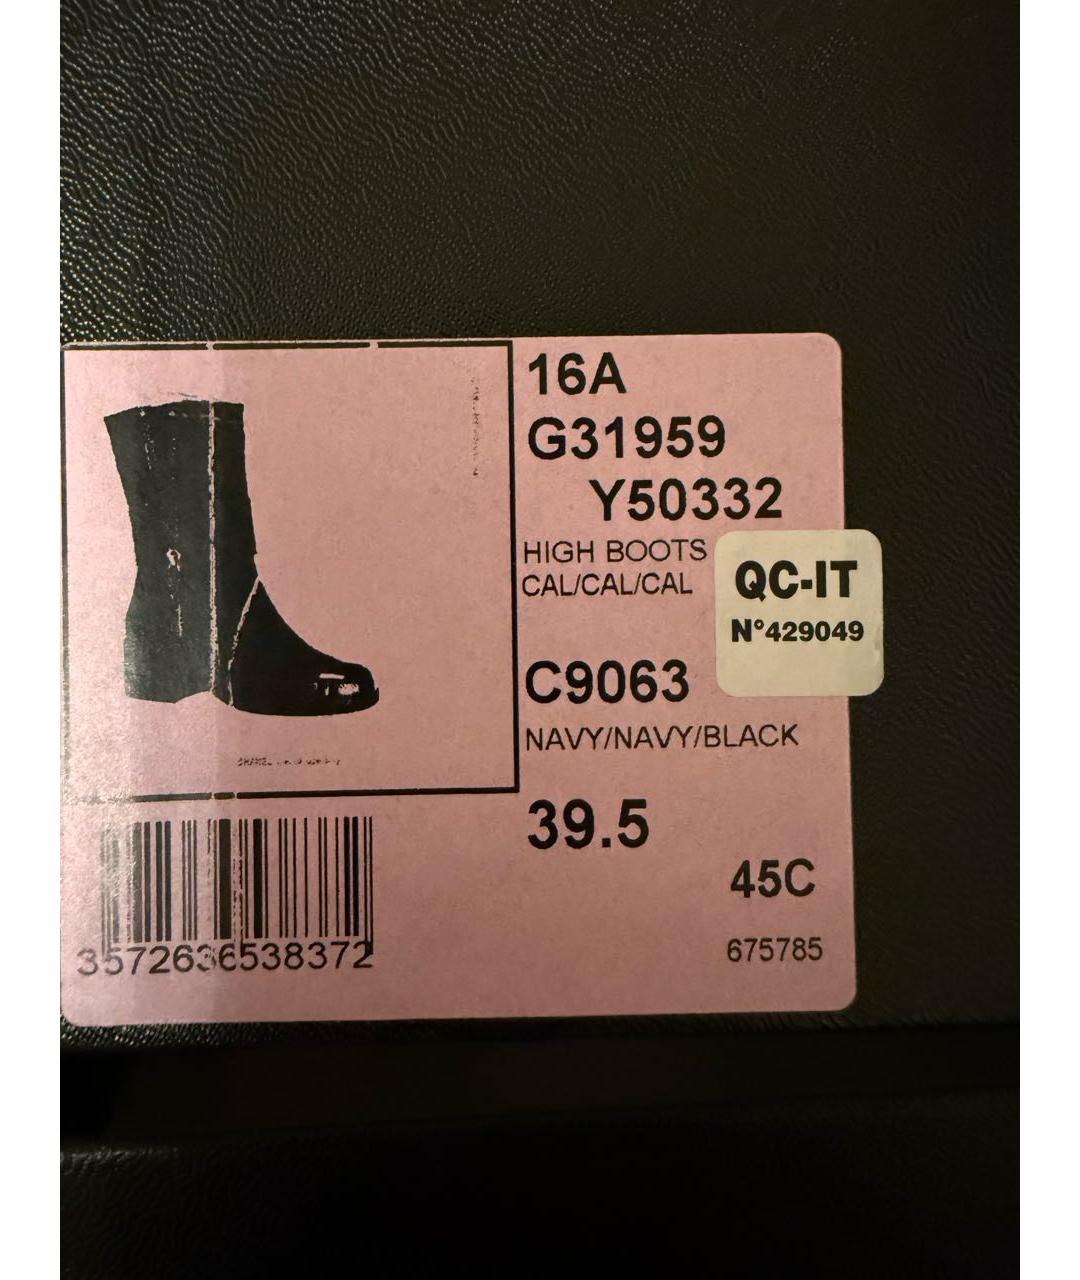 16A
G31959
Y50332
HIGH BOOTS
CAL/CAL/CAL
QC-IT
N°429049
C9063
NAVY/NAVY/BLACK
CHANEL
39.5
45C
3572636538372
675785